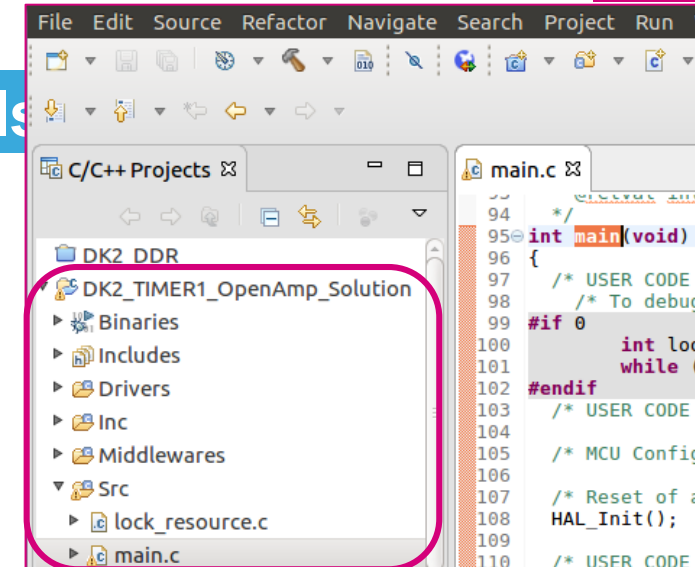 File Edit Source Refactor Navigate Search Project Run
010
C/C++ Projects
main.c
DK2_DDR
DK2_TIMER1_OpenAmp_Solution
Binaries
Includes
Drivers
Inc
Middlewares
Src
lock_resource.c
main.c
94 */
95 int main(void)
96 {
97 /* USER CODE
98 /* To debug
99 #if 0
100 int loc
101 while (
102 #endif
103 /* USER CODE
104
105 /* MCU Config
106
107 /* Reset of a
108 HAL_Init();
109
110 /* USER CODE